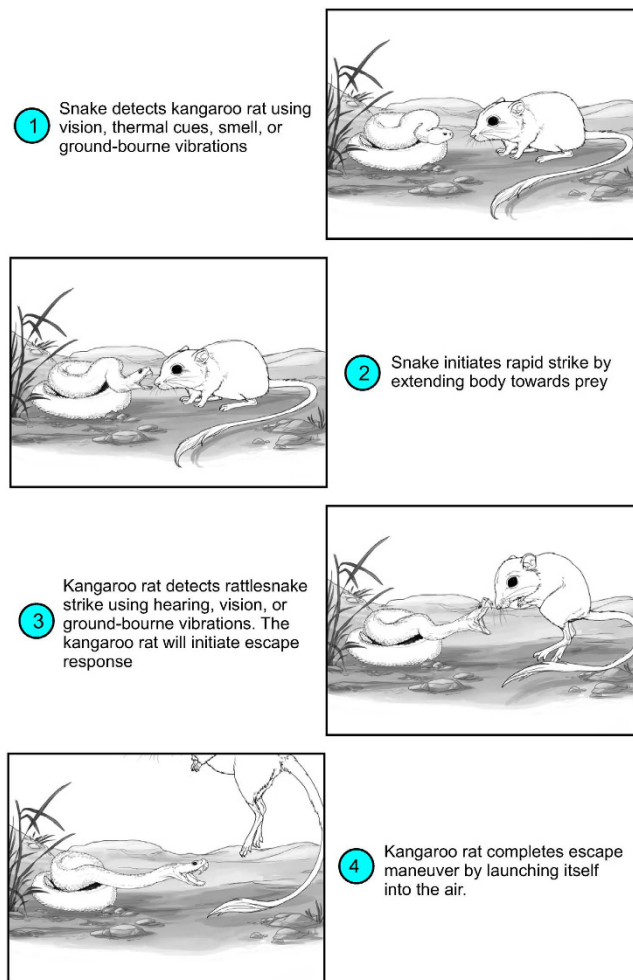 1
Snake detects kangaroo rat using
vision, thermal cues, smell, or
ground-bourne vibrations
2
Snake initiates rapid strike by
extending body towards prey
3
Kangaroo rat detects rattlesnake
strike using hearing, vision, or
ground-bourne vibrations. The
kangaroo rat will initiate escape
response
4
Kangaroo rat completes escape
maneuver by launching itself
into the air.